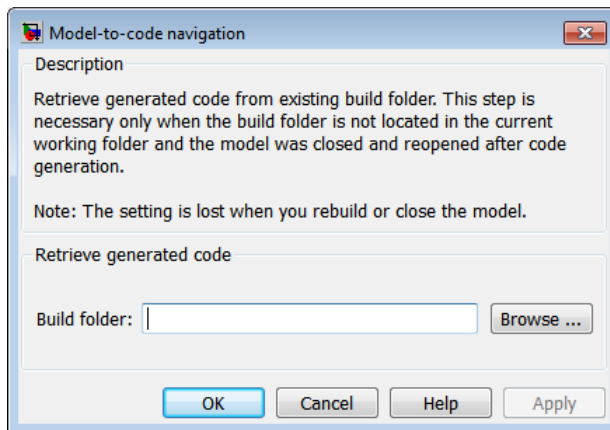 Model-to-code navigation
Description
Retrieve generated code from existing build folder. This step is
necessary only when the build folder is not located in the current
working folder and the model was closed and reopened after code
generation.
Note: The setting is lost when you rebuild or close the model.
Retrieve generated code
Build folder:
Browse ...
OK
Cancel
Help
Apply